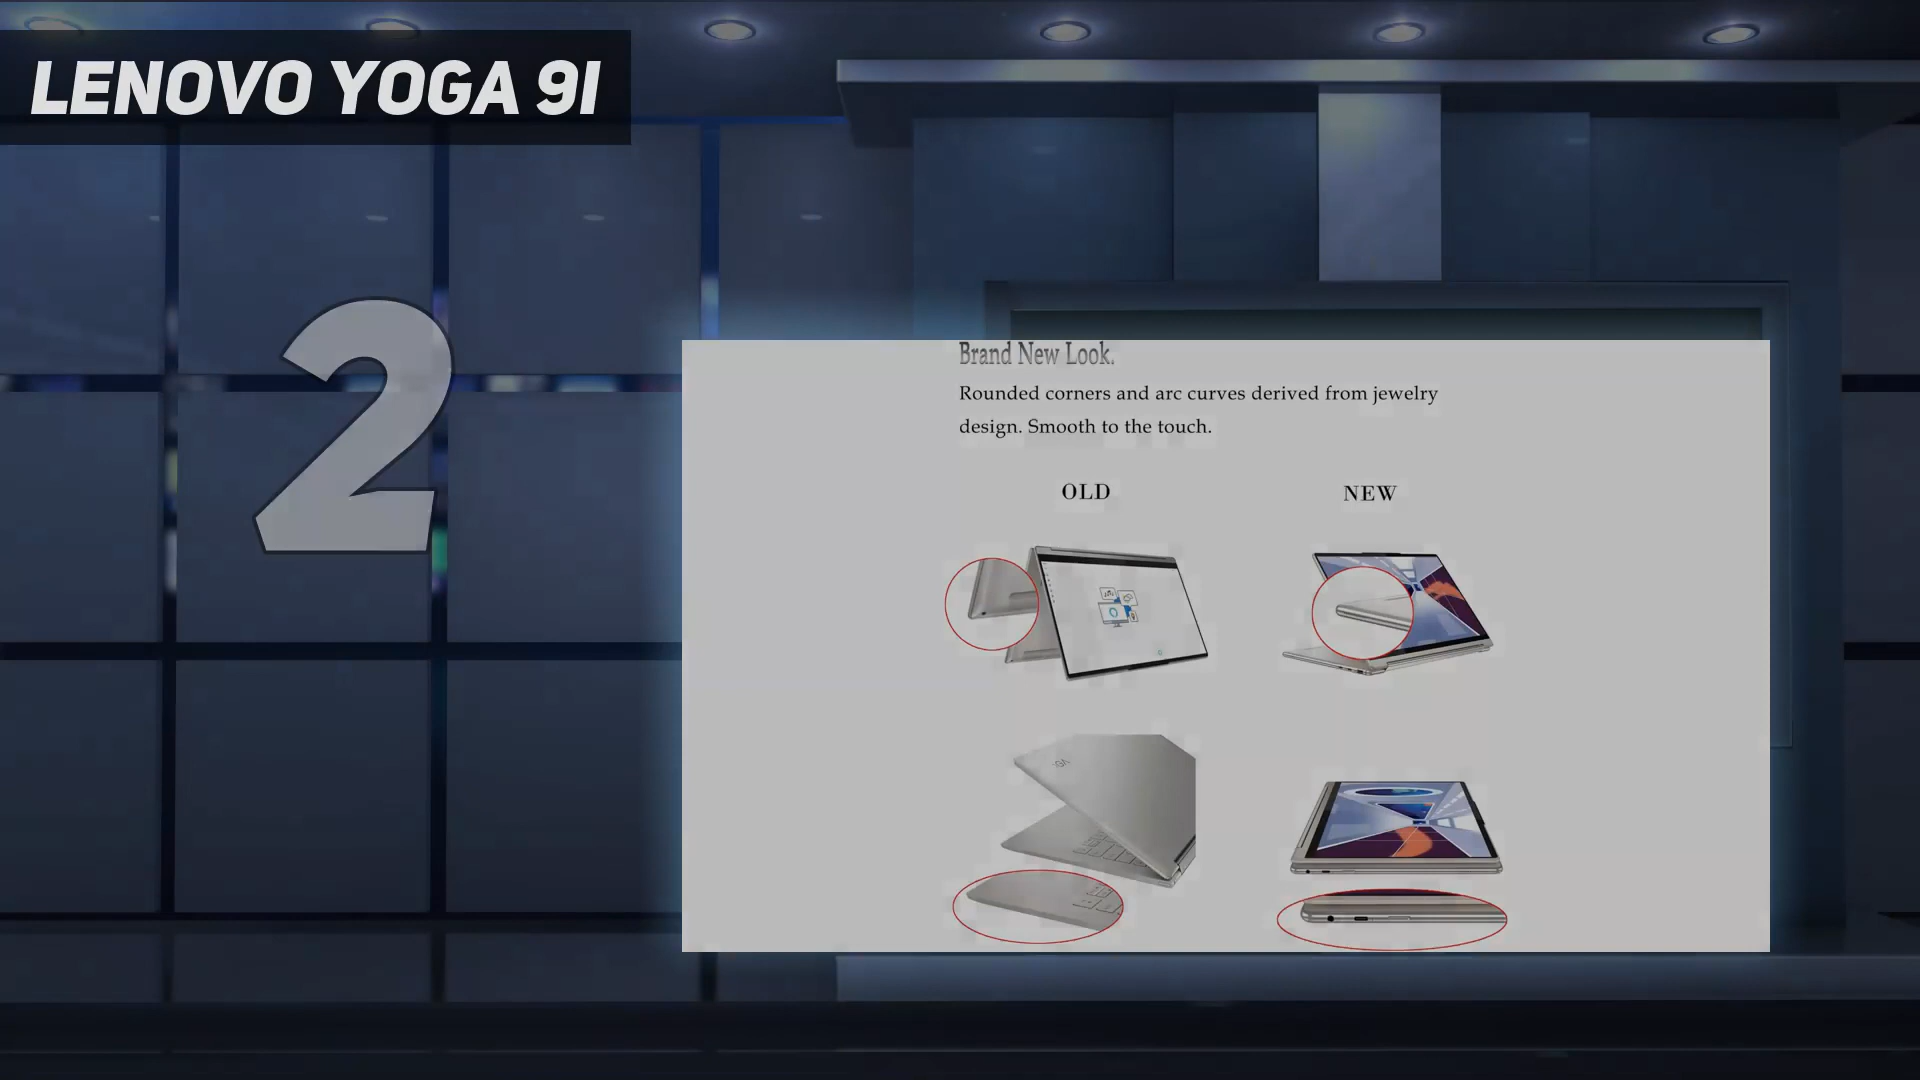 LENOVO YOGA 9I
2
Brand New Look.
Rounded corners and arc curves derived from jewelry
design. Smooth to the touch.
OLD
NEW